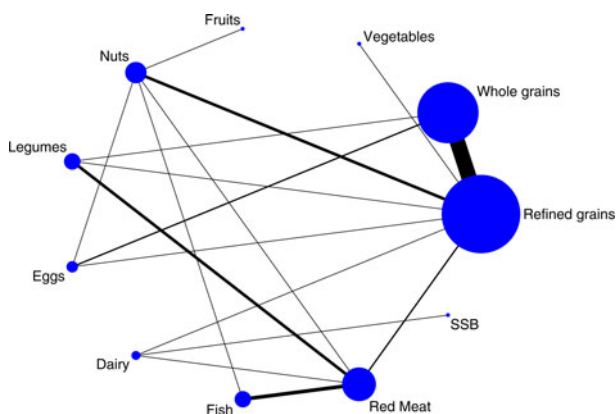 Fruits
Vegetables
Nuts
Whole grains
Legumes
Refined grains
Eggs
SSB
Dairy
Fish
Red Meat